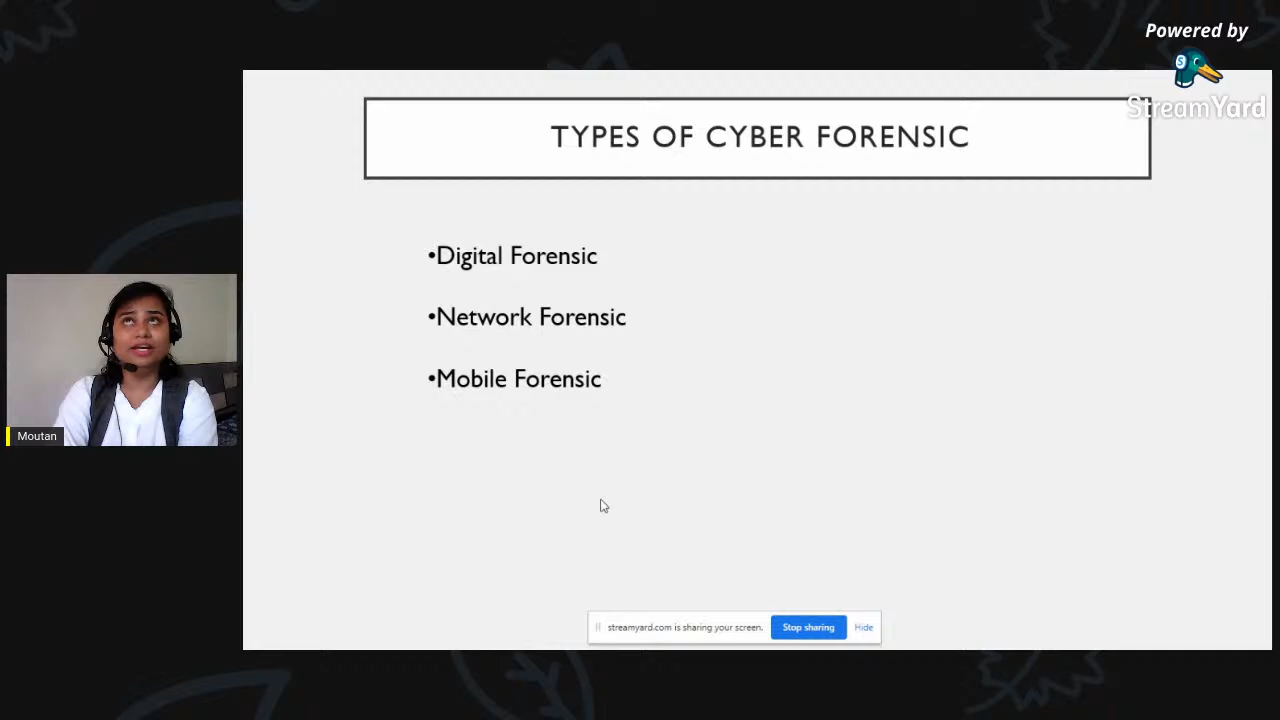 Powered by
StreamYard
TYPES OF CYBER FORENSIC
•Digital Forensic
•Network Forensic
•Mobile Forensic
Moutan
streamyard.com is sharing your screen. Stop sharing Hide